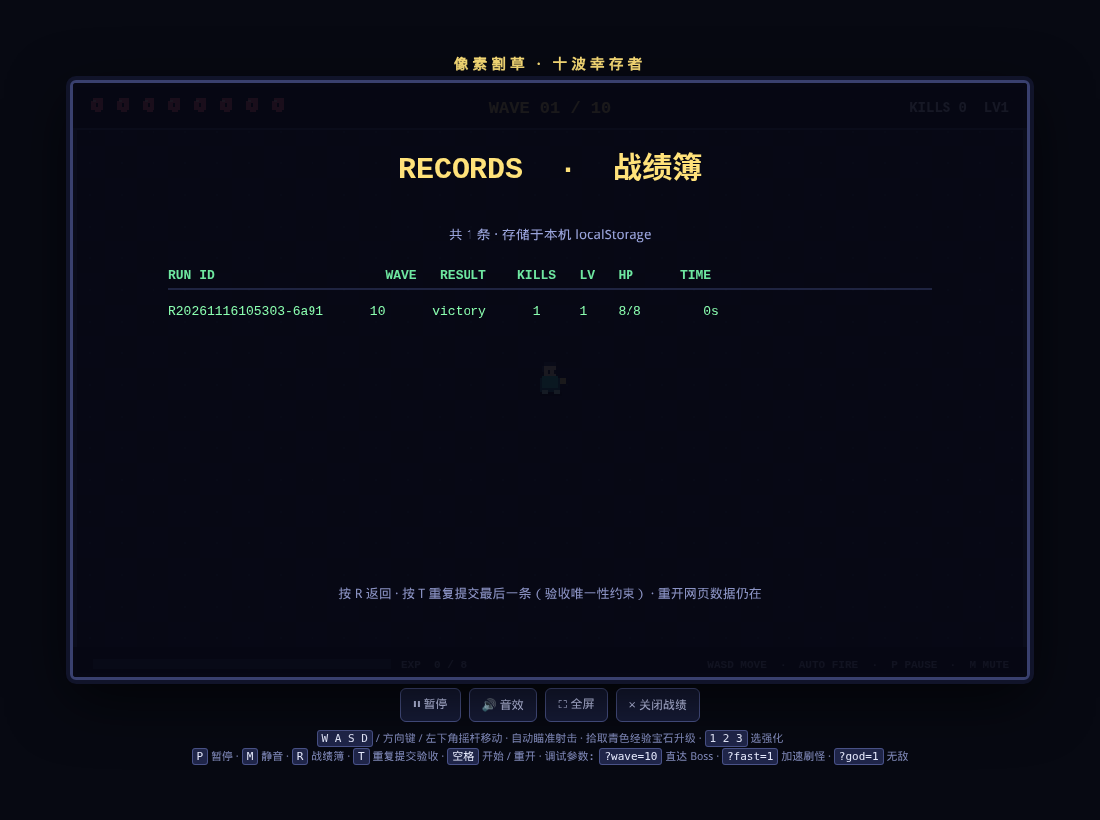 像素割草 · 十波幸存者
WAVE 01 / 10
KILLS 0 LV1
RECORDS · 战绩簿
共 1 条 · 存储于本机 localStorage
RUN ID WAVE RESULT KILLS LV HP TIME
R20261116105303-6a91 10 victory 1 1 8/8 0s
按 R 返回 · 按 T 重复提交最后一条（验收唯一性约束）· 重开网页数据仍在
EXP 0 / 8
WASD MOVE · AUTO FIRE · P PAUSE · M MUTE
⏸ 暂停 🔊 音效 ⛶ 全屏 × 关闭战绩
W A S D / 方向键 / 左下角摇杆移动 · 自动瞄准射击 · 拾取青色经验宝石升级 · 1 2 3 选强化
P 暂停 · M 静音 · R 战绩簿 · T 重复提交验收 · 空格 开始 / 重开 · 调试参数: ?wave=10 直达 Boss · ?fast=1 加速刷怪 · ?god=1 无敌